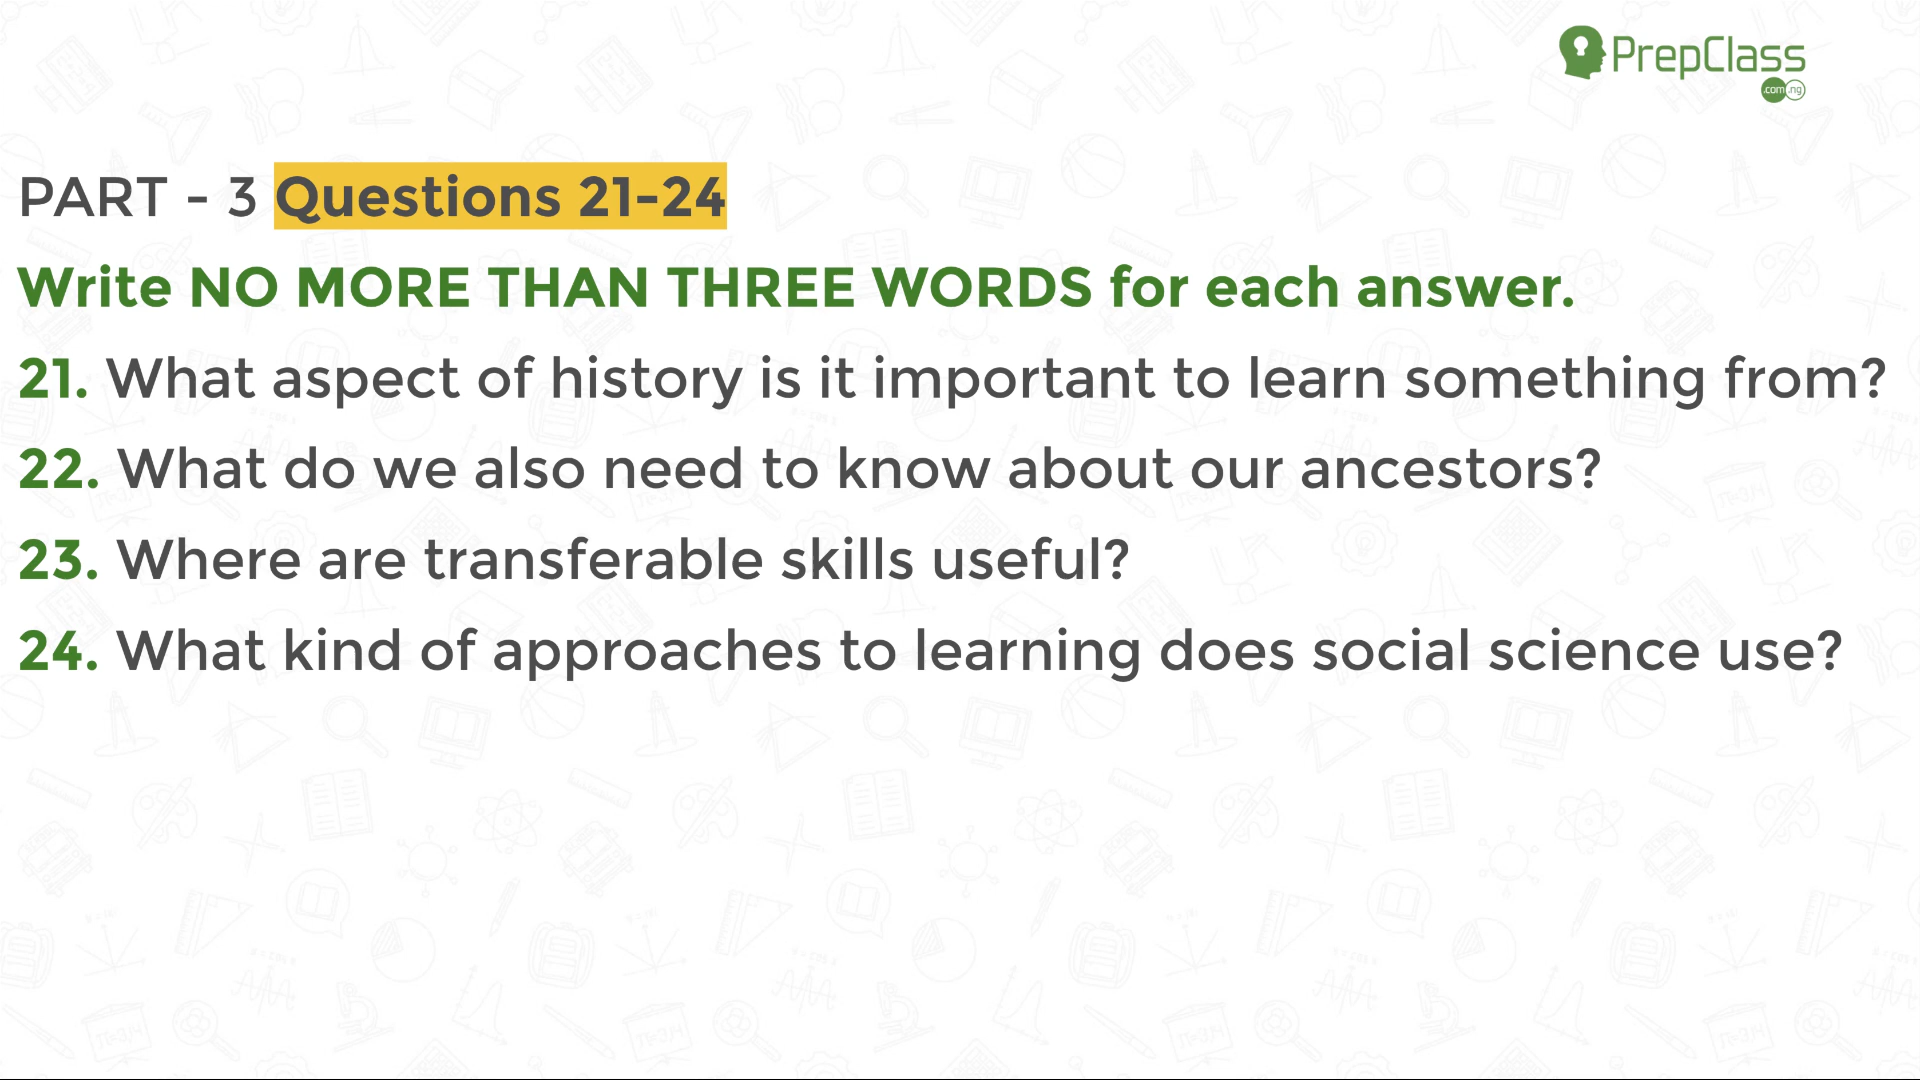 PrepClass
.com .ng
PART - 3 Questions 21-24
Write NO MORE THAN THREE WORDS for each answer.
21. What aspect of history is it important to learn something from?
22. What do we also need to know about our ancestors?
23. Where are transferable skills useful?
24. What kind of approaches to learning does social science use?